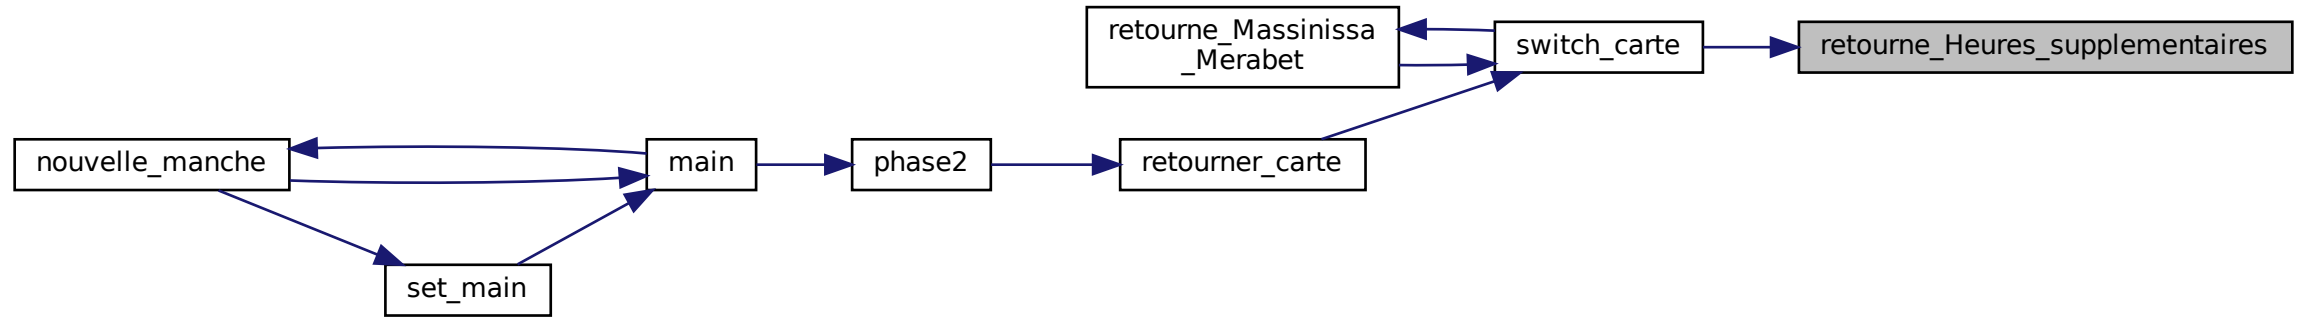 retourne_Massinissa
_Merabet
switch_carte
retourne_Heures_supplementaires
nouvelle_manche
main
phase2
retourner_carte
set_main